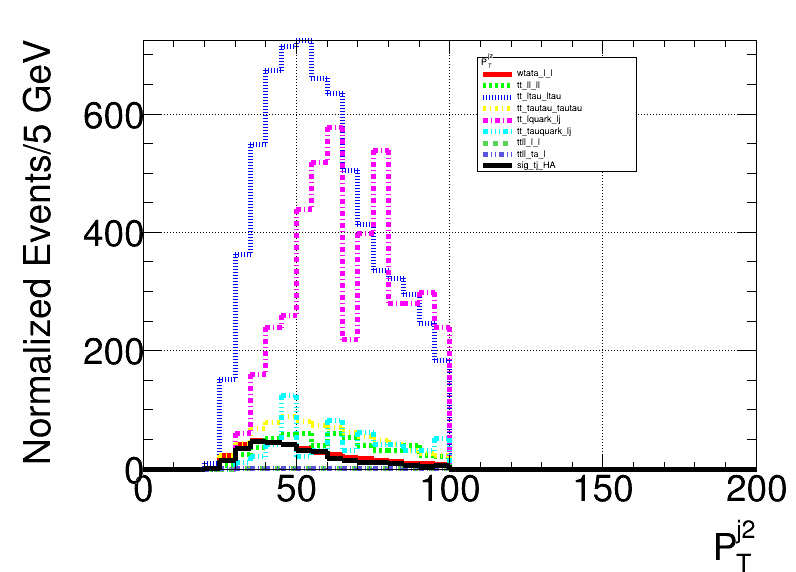 Normalized Events/5 GeV
600
400
200
0
0 50 100 150 200
P_T^j2
P_T^j2
wtata_l_l
tt_ll_ll
tt_ltau_ltau
tt_tautau_tautau
tt_lquark_lj
tt_tauquark_lj
ttll_l_l
ttll_ta_l
sig_tj_HA